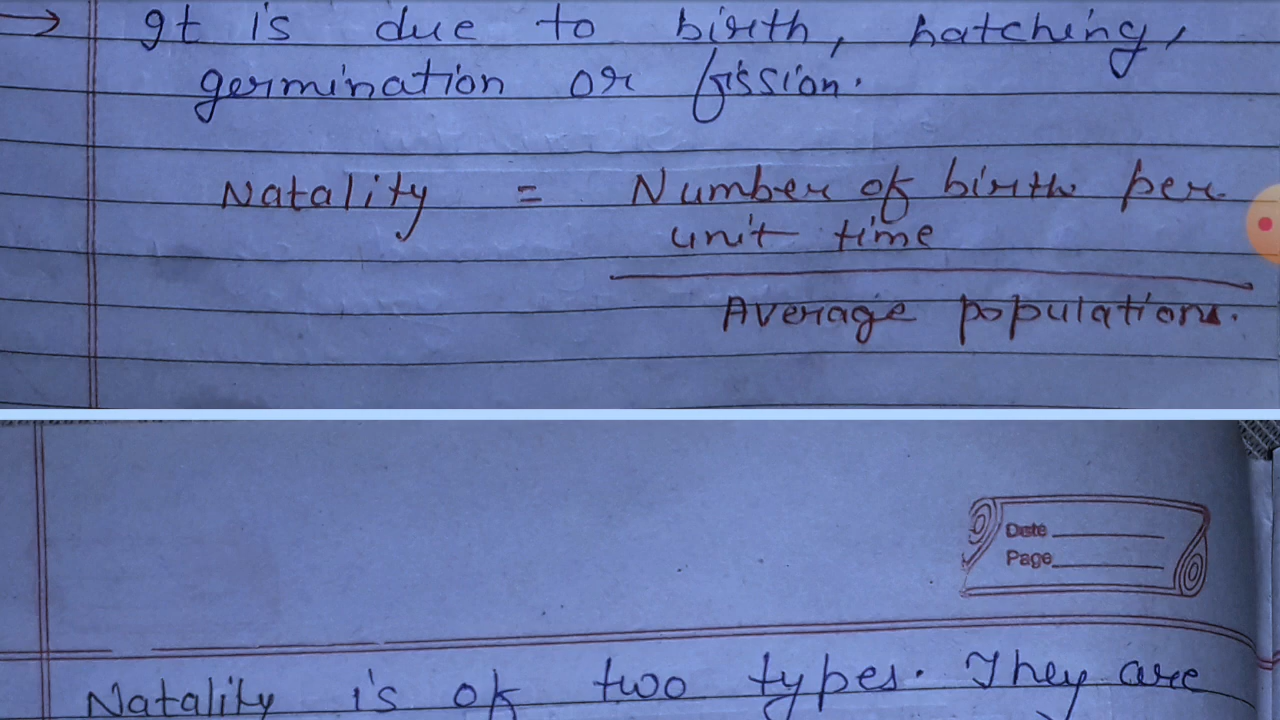 → It is due to birth, hatching,
germination or fission.
Natality = Number of birth per
unit time
Average population.
Date
Page
Natality is of two types. They are